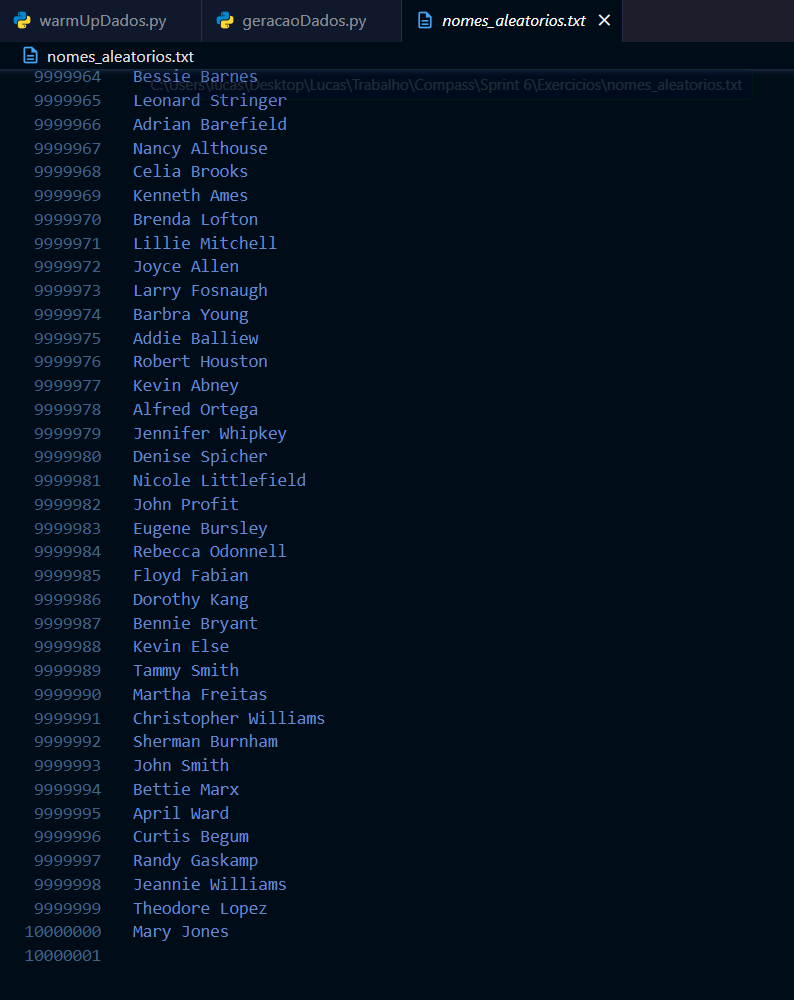 warmUpDados.py geracaoDados.py nomes_aleatorios.txt
nomes_aleatorios.txt
9999964 Bessie Barnes
C:\Users\lucas\Desktop\Lucas\Trabalho\Compass\Sprint 6\Exercicios\nomes_aleatorios.txt
9999965 Leonard Stringer
9999966 Adrian Barefield
9999967 Nancy Althouse
9999968 Celia Brooks
9999969 Kenneth Ames
9999970 Brenda Lofton
9999971 Lillie Mitchell
9999972 Joyce Allen
9999973 Larry Fosnaugh
9999974 Barbra Young
9999975 Addie Balliew
9999976 Robert Houston
9999977 Kevin Abney
9999978 Alfred Ortega
9999979 Jennifer Whipkey
9999980 Denise Spicher
9999981 Nicole Littlefield
9999982 John Profit
9999983 Eugene Bursley
9999984 Rebecca Odonnell
9999985 Floyd Fabian
9999986 Dorothy Kang
9999987 Bennie Bryant
9999988 Kevin Else
9999989 Tammy Smith
9999990 Martha Freitas
9999991 Christopher Williams
9999992 Sherman Burnham
9999993 John Smith
9999994 Bettie Marx
9999995 April Ward
9999996 Curtis Begum
9999997 Randy Gaskamp
9999998 Jeannie Williams
9999999 Theodore Lopez
10000000 Mary Jones
10000001